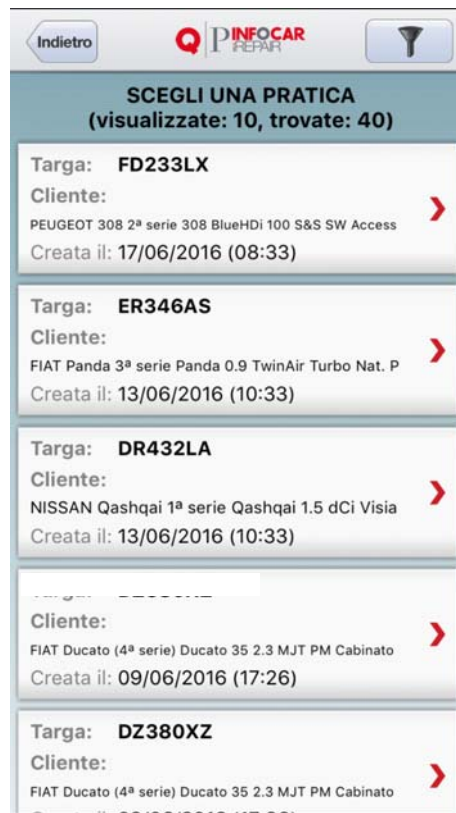 Indietro
Q P INFOCAR
REPAIR
SCEGLI UNA PRATICA
(visualizzate: 10, trovate: 40)
Targa: FD233LX
Cliente:
PEUGEOT 308 2ª serie 308 BlueHDi 100 S&S SW Access
Creata il: 17/06/2016 (08:33)
Targa: ER346AS
Cliente:
FIAT Panda 3ª serie Panda 0.9 TwinAir Turbo Nat. P
Creata il: 13/06/2016 (10:33)
Targa: DR432LA
Cliente:
NISSAN Qashqai 1ª serie Qashqai 1.5 dCi Visia
Creata il: 13/06/2016 (10:33)
Cliente:
FIAT Ducato (4ª serie) Ducato 35 2.3 MJT PM Cabinato
Creata il: 09/06/2016 (17:26)
Targa: DZ380XZ
Cliente:
FIAT Ducato (4ª serie) Ducato 35 2.3 MJT PM Cabinato